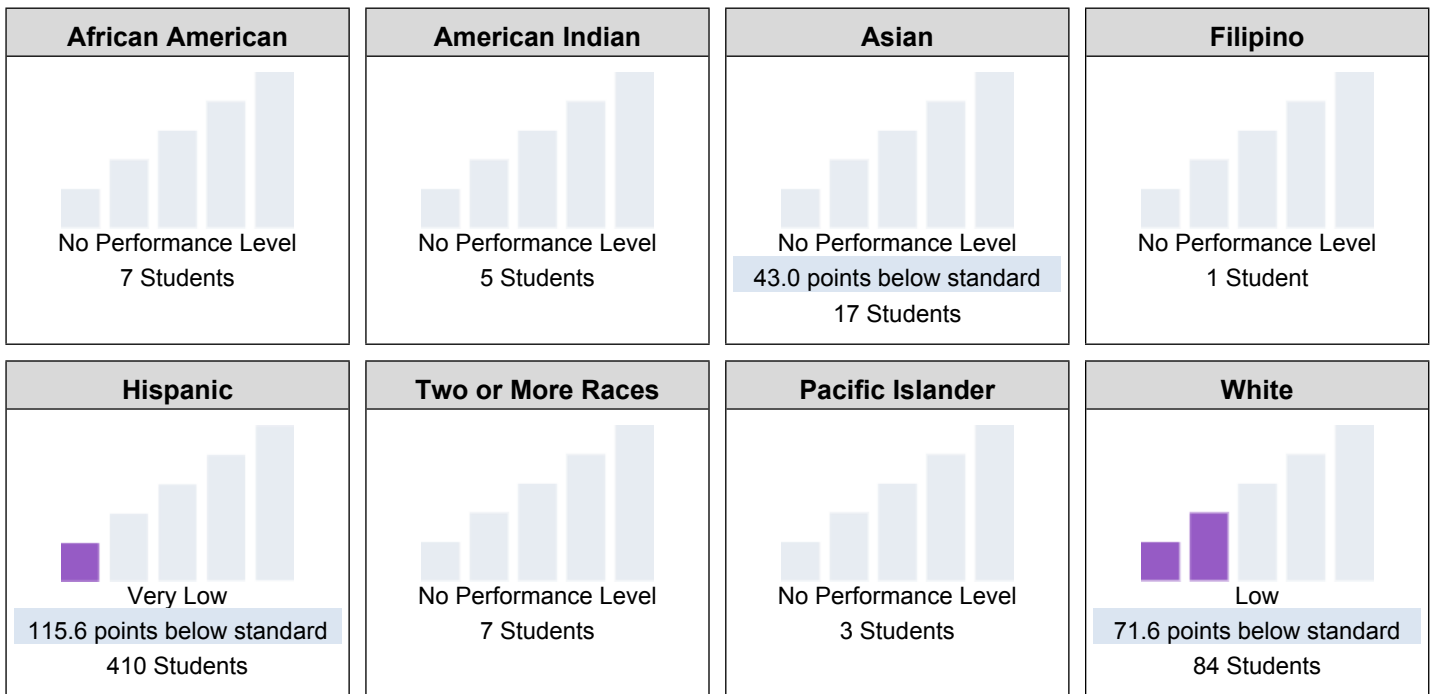 African American
No Performance Level
7 Students
American Indian
No Performance Level
5 Students
Asian
No Performance Level
43.0 points below standard
17 Students
Filipino
No Performance Level
1 Student
Hispanic
Very Low
115.6 points below standard
410 Students
Two or More Races
No Performance Level
7 Students
Pacific Islander
No Performance Level
3 Students
White
Low
71.6 points below standard
84 Students